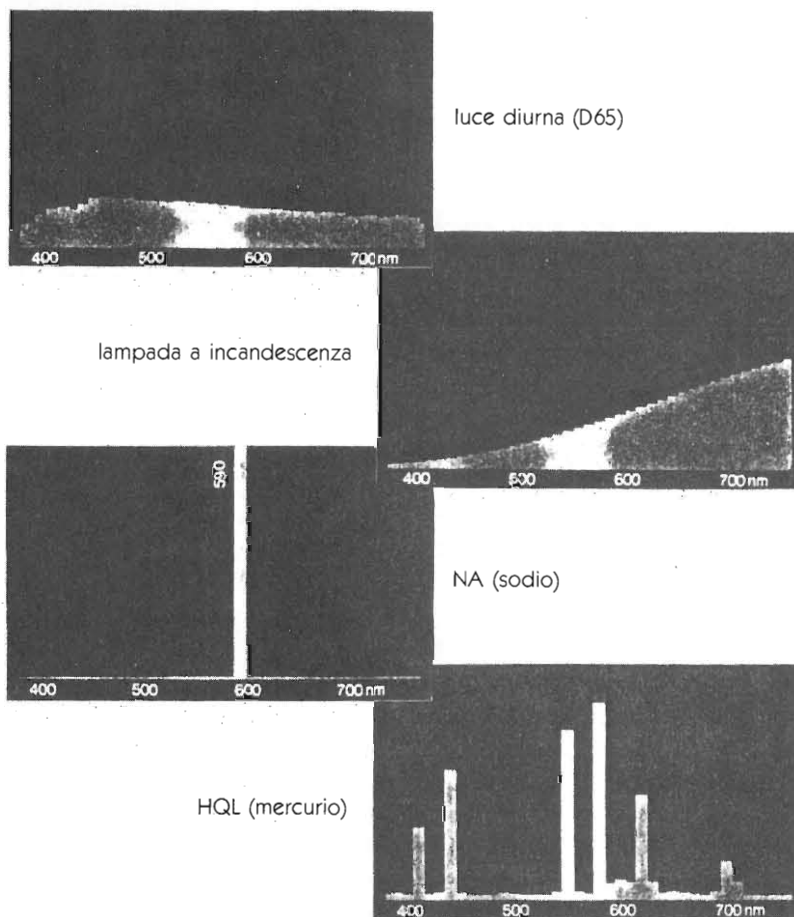 luce diurna (D65)
400 500 600 700 nm
lampada a incandescenza
400 500 600 700 nm
590
NA (sodio)
400 500 600 700 nm
HQL (mercurio)
400 500 600 700 nm